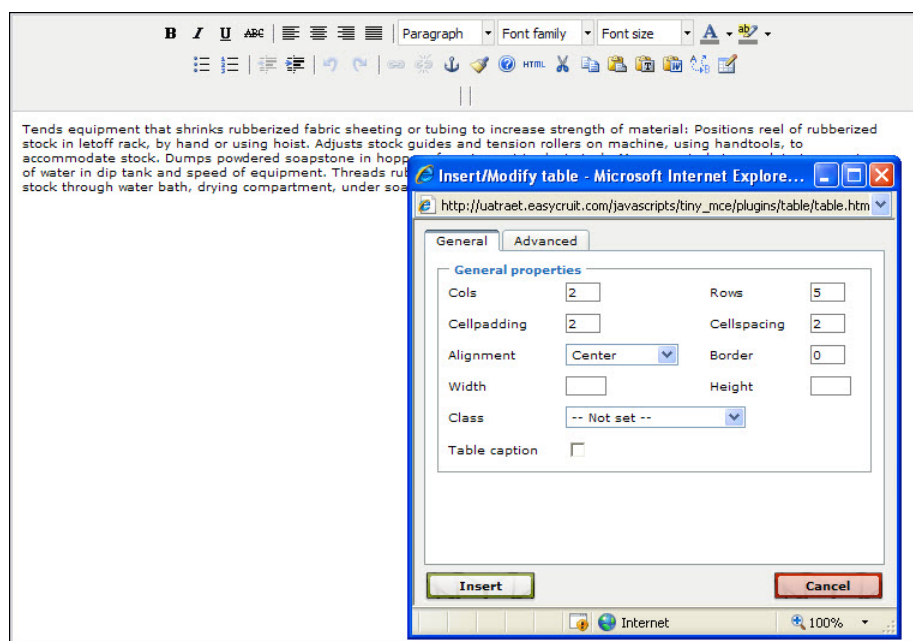 B I U ABC Paragraph Font family Font size A ab
HTML
Tends equipment that shrinks rubberized fabric sheeting or tubing to increase strength of material: Positions reel of rubberized
stock in letoff rack, by hand or using hoist. Adjusts stock guides and tension rollers on machine, using handtools, to
accommodate stock. Dumps powdered soapstone in
of water in dip tank and speed of equipment. Threads
stock through water bath, drying compartment, under
Insert/Modify table - Microsoft Internet Explore...
http://uatraet.easycruit.com/javascripts/tiny_mce/plugins/table/table.htm
General Advanced
General properties
Cols 2 Rows 5
Cellpadding 2 Cellspacing 2
Alignment Center Border 0
Width Height
Class -- Not set --
Table caption
Insert Cancel
Internet 100%